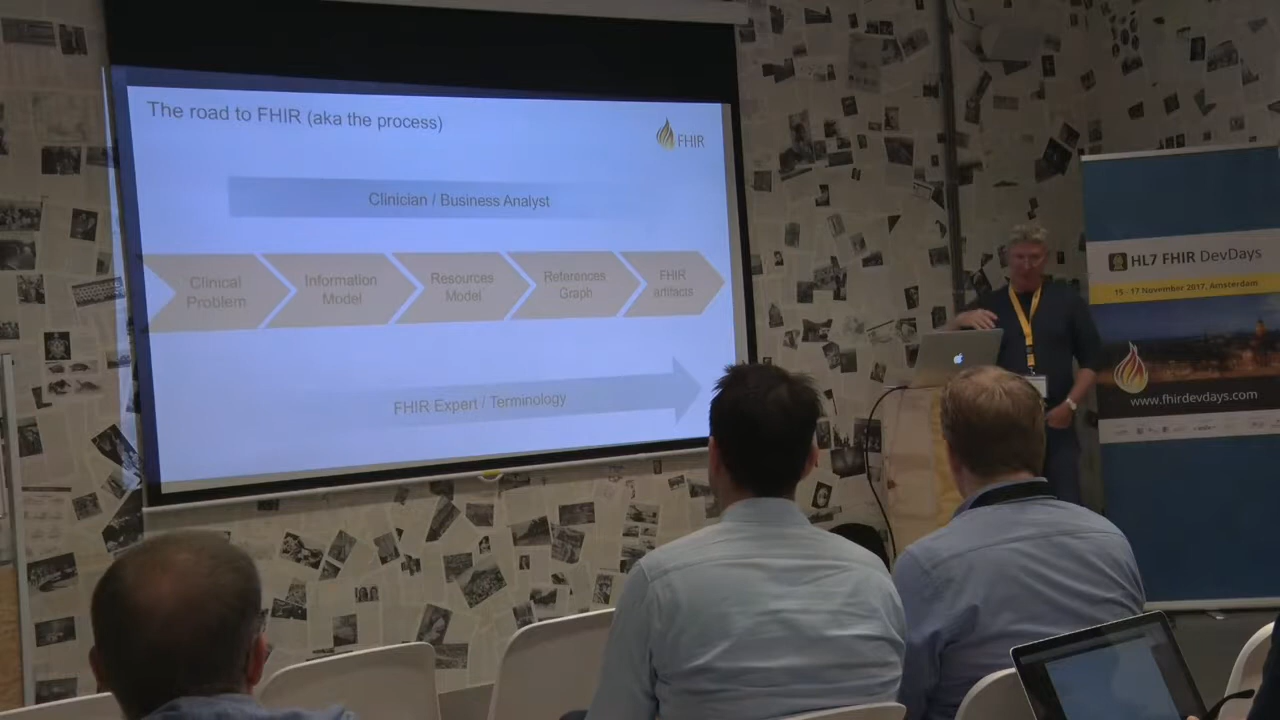 The road to FHIR (aka the process)
FHIR
Clinician / Business Analyst
Clinical
Problem
Information
Model
Resources
Model
References
Graph
FHIR
artifacts
FHIR Expert / Terminology
HL7 FHIR DevDays
15 - 17 November 2017, Amsterdam
www.fhirdevdays.com